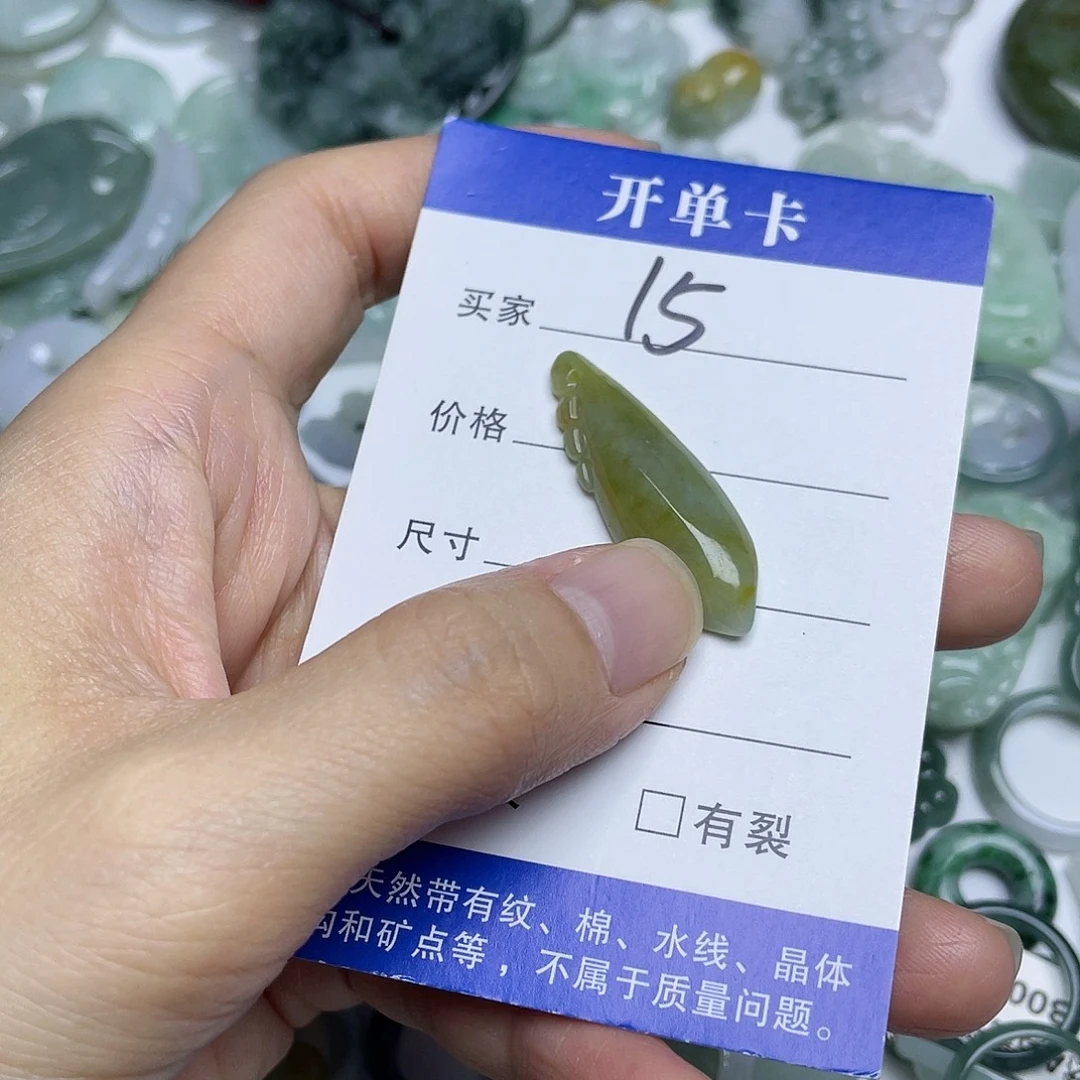 开单卡
买家 15
价格
尺寸
有裂
天然带有纹、棉、水线、晶体
和矿点等，不属于质量问题。